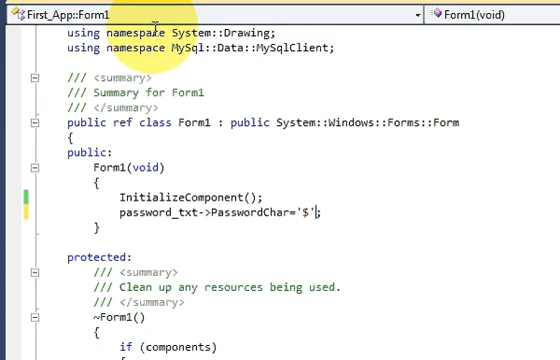 First_App::Form1
Form1(void)
using namespace System::Drawing;
using namespace MySql::Data::MySqlClient;
/// <summary>
/// Summary for Form1
/// </summary>
public ref class Form1 : public System::Windows::Forms::Form
{
public:
Form1(void)
{
InitializeComponent();
password_txt->PasswordChar='$';
}
protected:
/// <summary>
/// Clean up any resources being used.
/// </summary>
~Form1()
{
if (components)